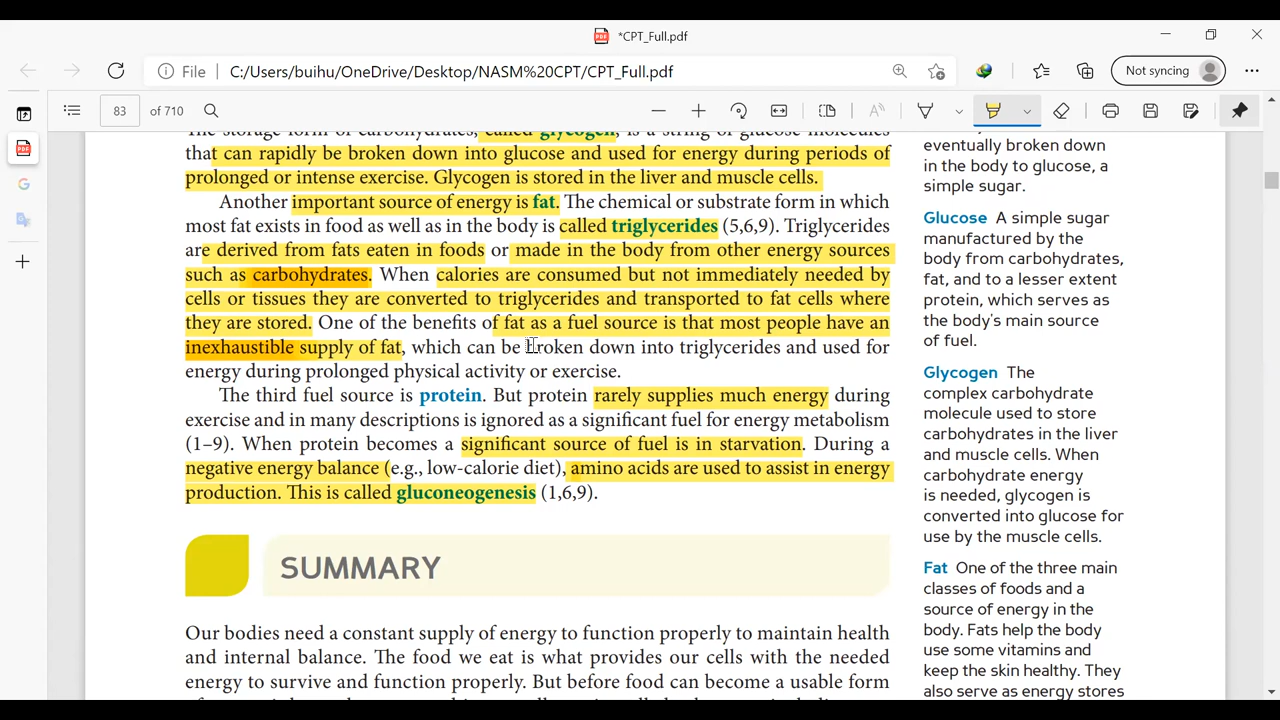 *CPT_Full.pdf
File
C:/Users/buihu/OneDrive/Desktop/NASM%20CPT/CPT_Full.pdf
Not syncing
83 of 710
The storage form of carbohydrates, called glycogen, is a string of glucose molecules
that can rapidly be broken down into glucose and used for energy during periods of
prolonged or intense exercise. Glycogen is stored in the liver and muscle cells.
Another important source of energy is fat. The chemical or substrate form in which
most fat exists in food as well as in the body is called triglycerides (5,6,9). Triglycerides
are derived from fats eaten in foods or made in the body from other energy sources
such as carbohydrates. When calories are consumed but not immediately needed by
cells or tissues they are converted to triglycerides and transported to fat cells where
they are stored. One of the benefits of fat as a fuel source is that most people have an
inexhaustible supply of fat, which can be broken down into triglycerides and used for
energy during prolonged physical activity or exercise.
The third fuel source is protein. But protein rarely supplies much energy during
exercise and in many descriptions is ignored as a significant fuel for energy metabolism
(1–9). When protein becomes a significant source of fuel is in starvation. During a
negative energy balance (e.g., low-calorie diet), amino acids are used to assist in energy
production. This is called gluconeogenesis (1,6,9).
SUMMARY
Our bodies need a constant supply of energy to function properly to maintain health
and internal balance. The food we eat is what provides our cells with the needed
energy to survive and function properly. But before food can become a usable form
eventually broken down
in the body to glucose, a
simple sugar.
Glucose A simple sugar
manufactured by the
body from carbohydrates,
fat, and to a lesser extent
protein, which serves as
the body's main source
of fuel.
Glycogen The
complex carbohydrate
molecule used to store
carbohydrates in the liver
and muscle cells. When
carbohydrate energy
is needed, glycogen is
converted into glucose for
use by the muscle cells.
Fat One of the three main
classes of foods and a
source of energy in the
body. Fats help the body
use some vitamins and
keep the skin healthy. They
also serve as energy stores